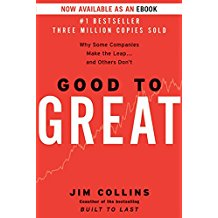 NOW AVAILABLE AS AN EBOOK
#1 BESTSELLER
THREE MILLION COPIES SOLD
Why Some Companies
Make the Leap...
and Others Don't
GOOD TO
GREAT
JIM COLLINS
Coauthor of the bestselling
BUILT TO LAST